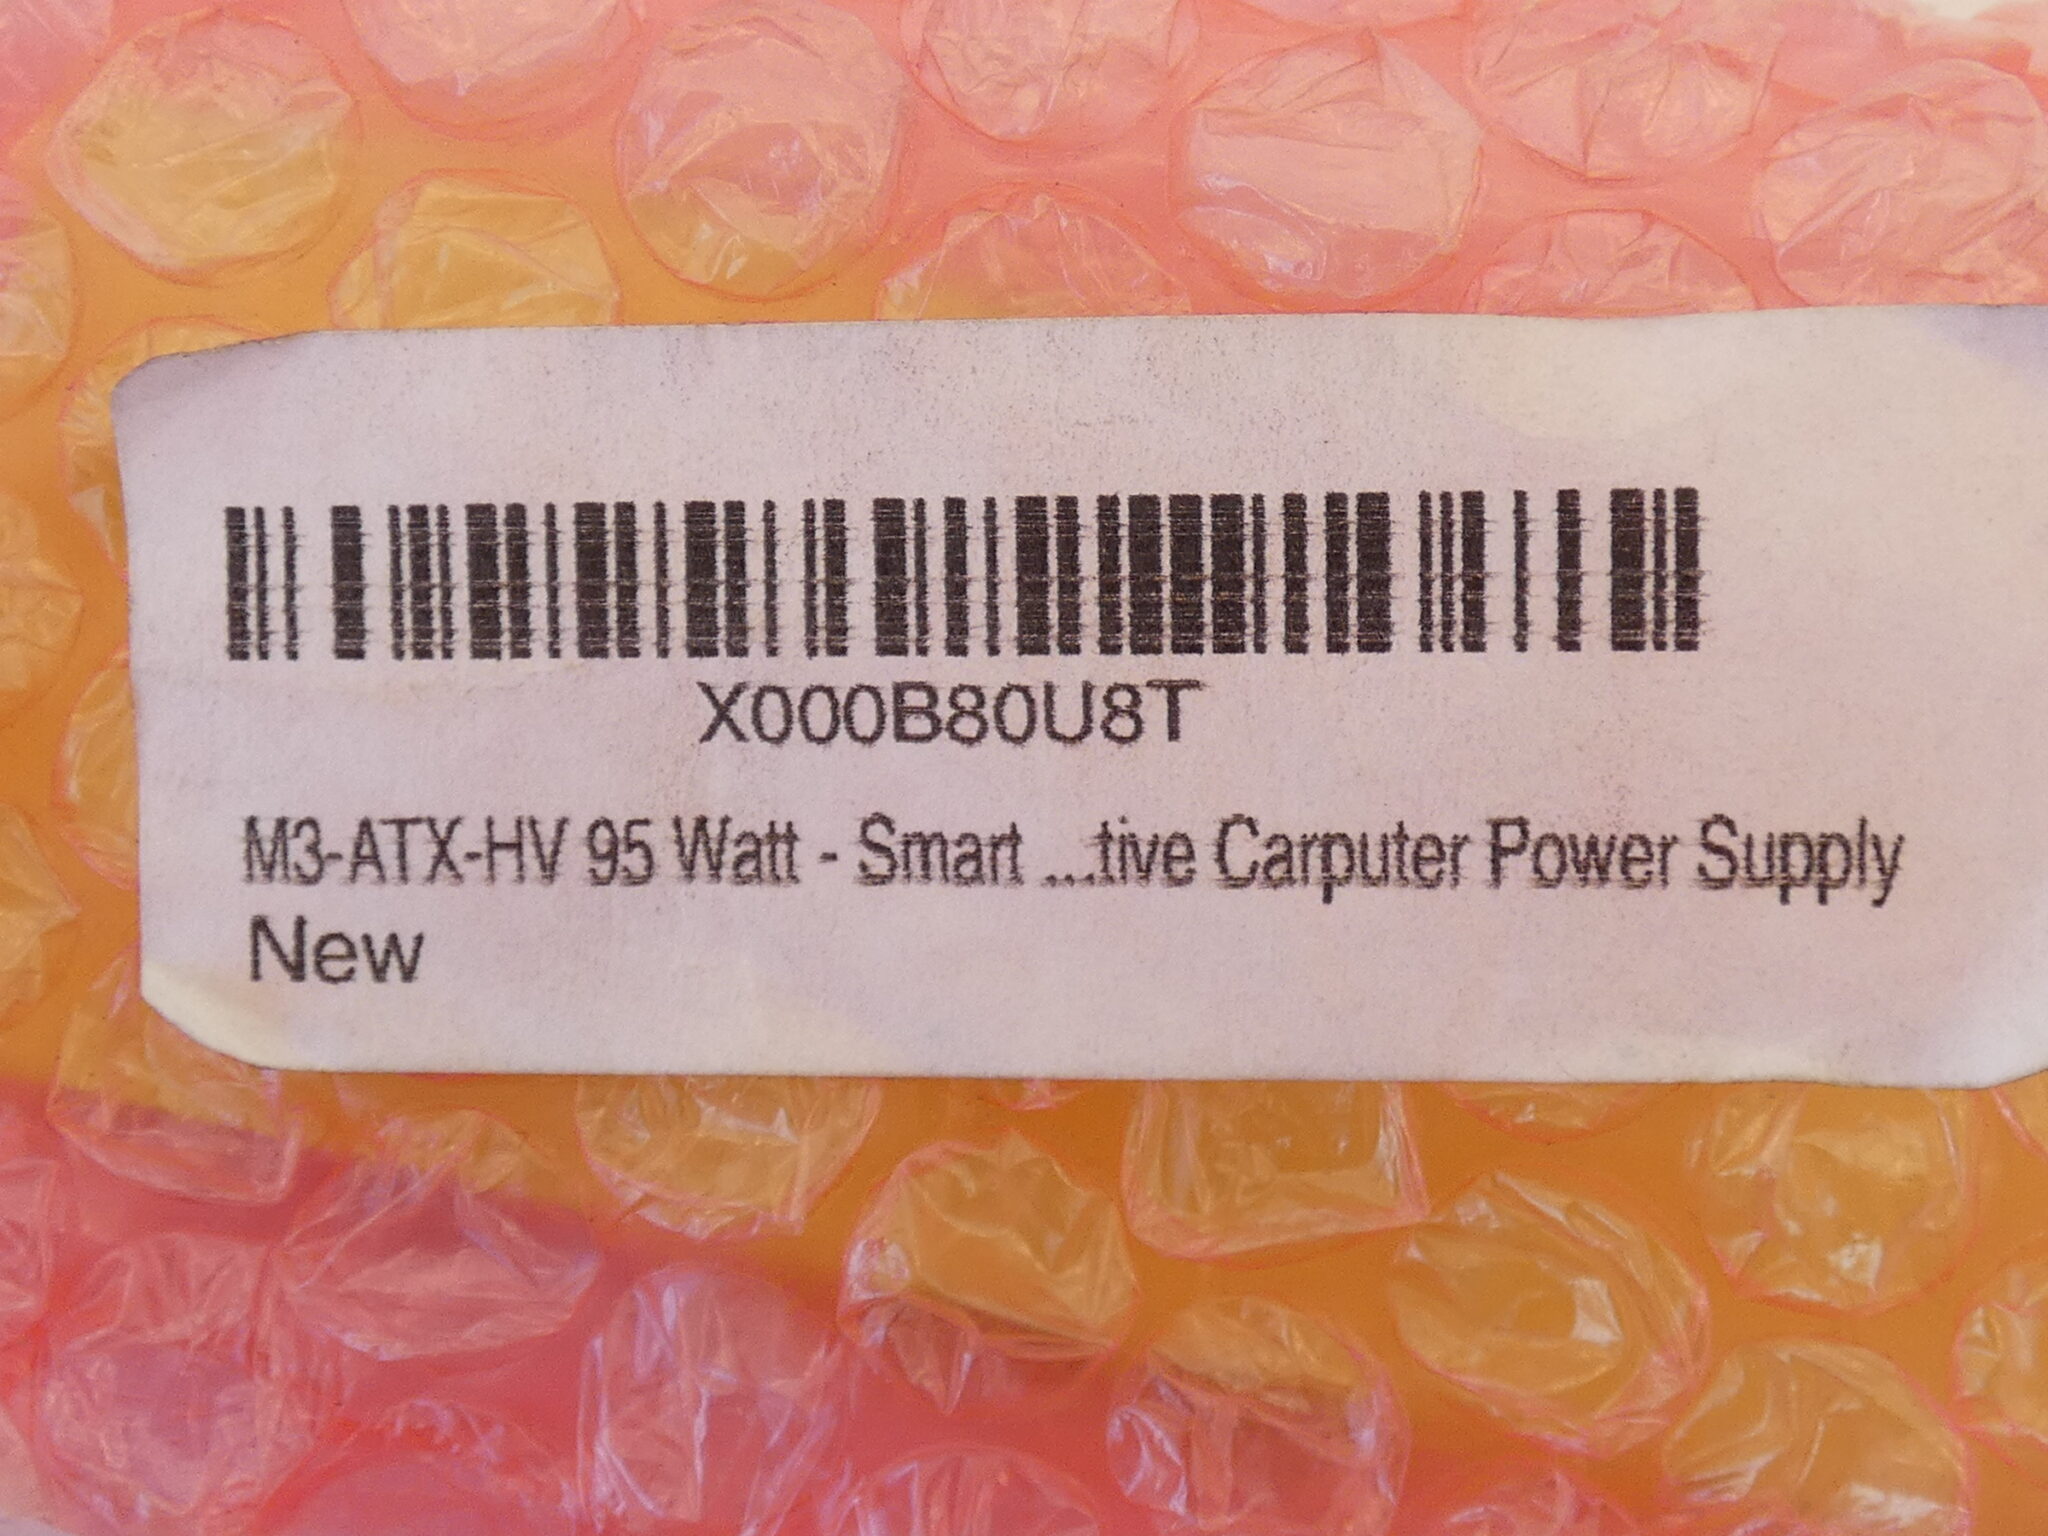 X000B80U8T
M3-ATX-HV 95 Watt - Smart ...tive Carputer Power Supply
New